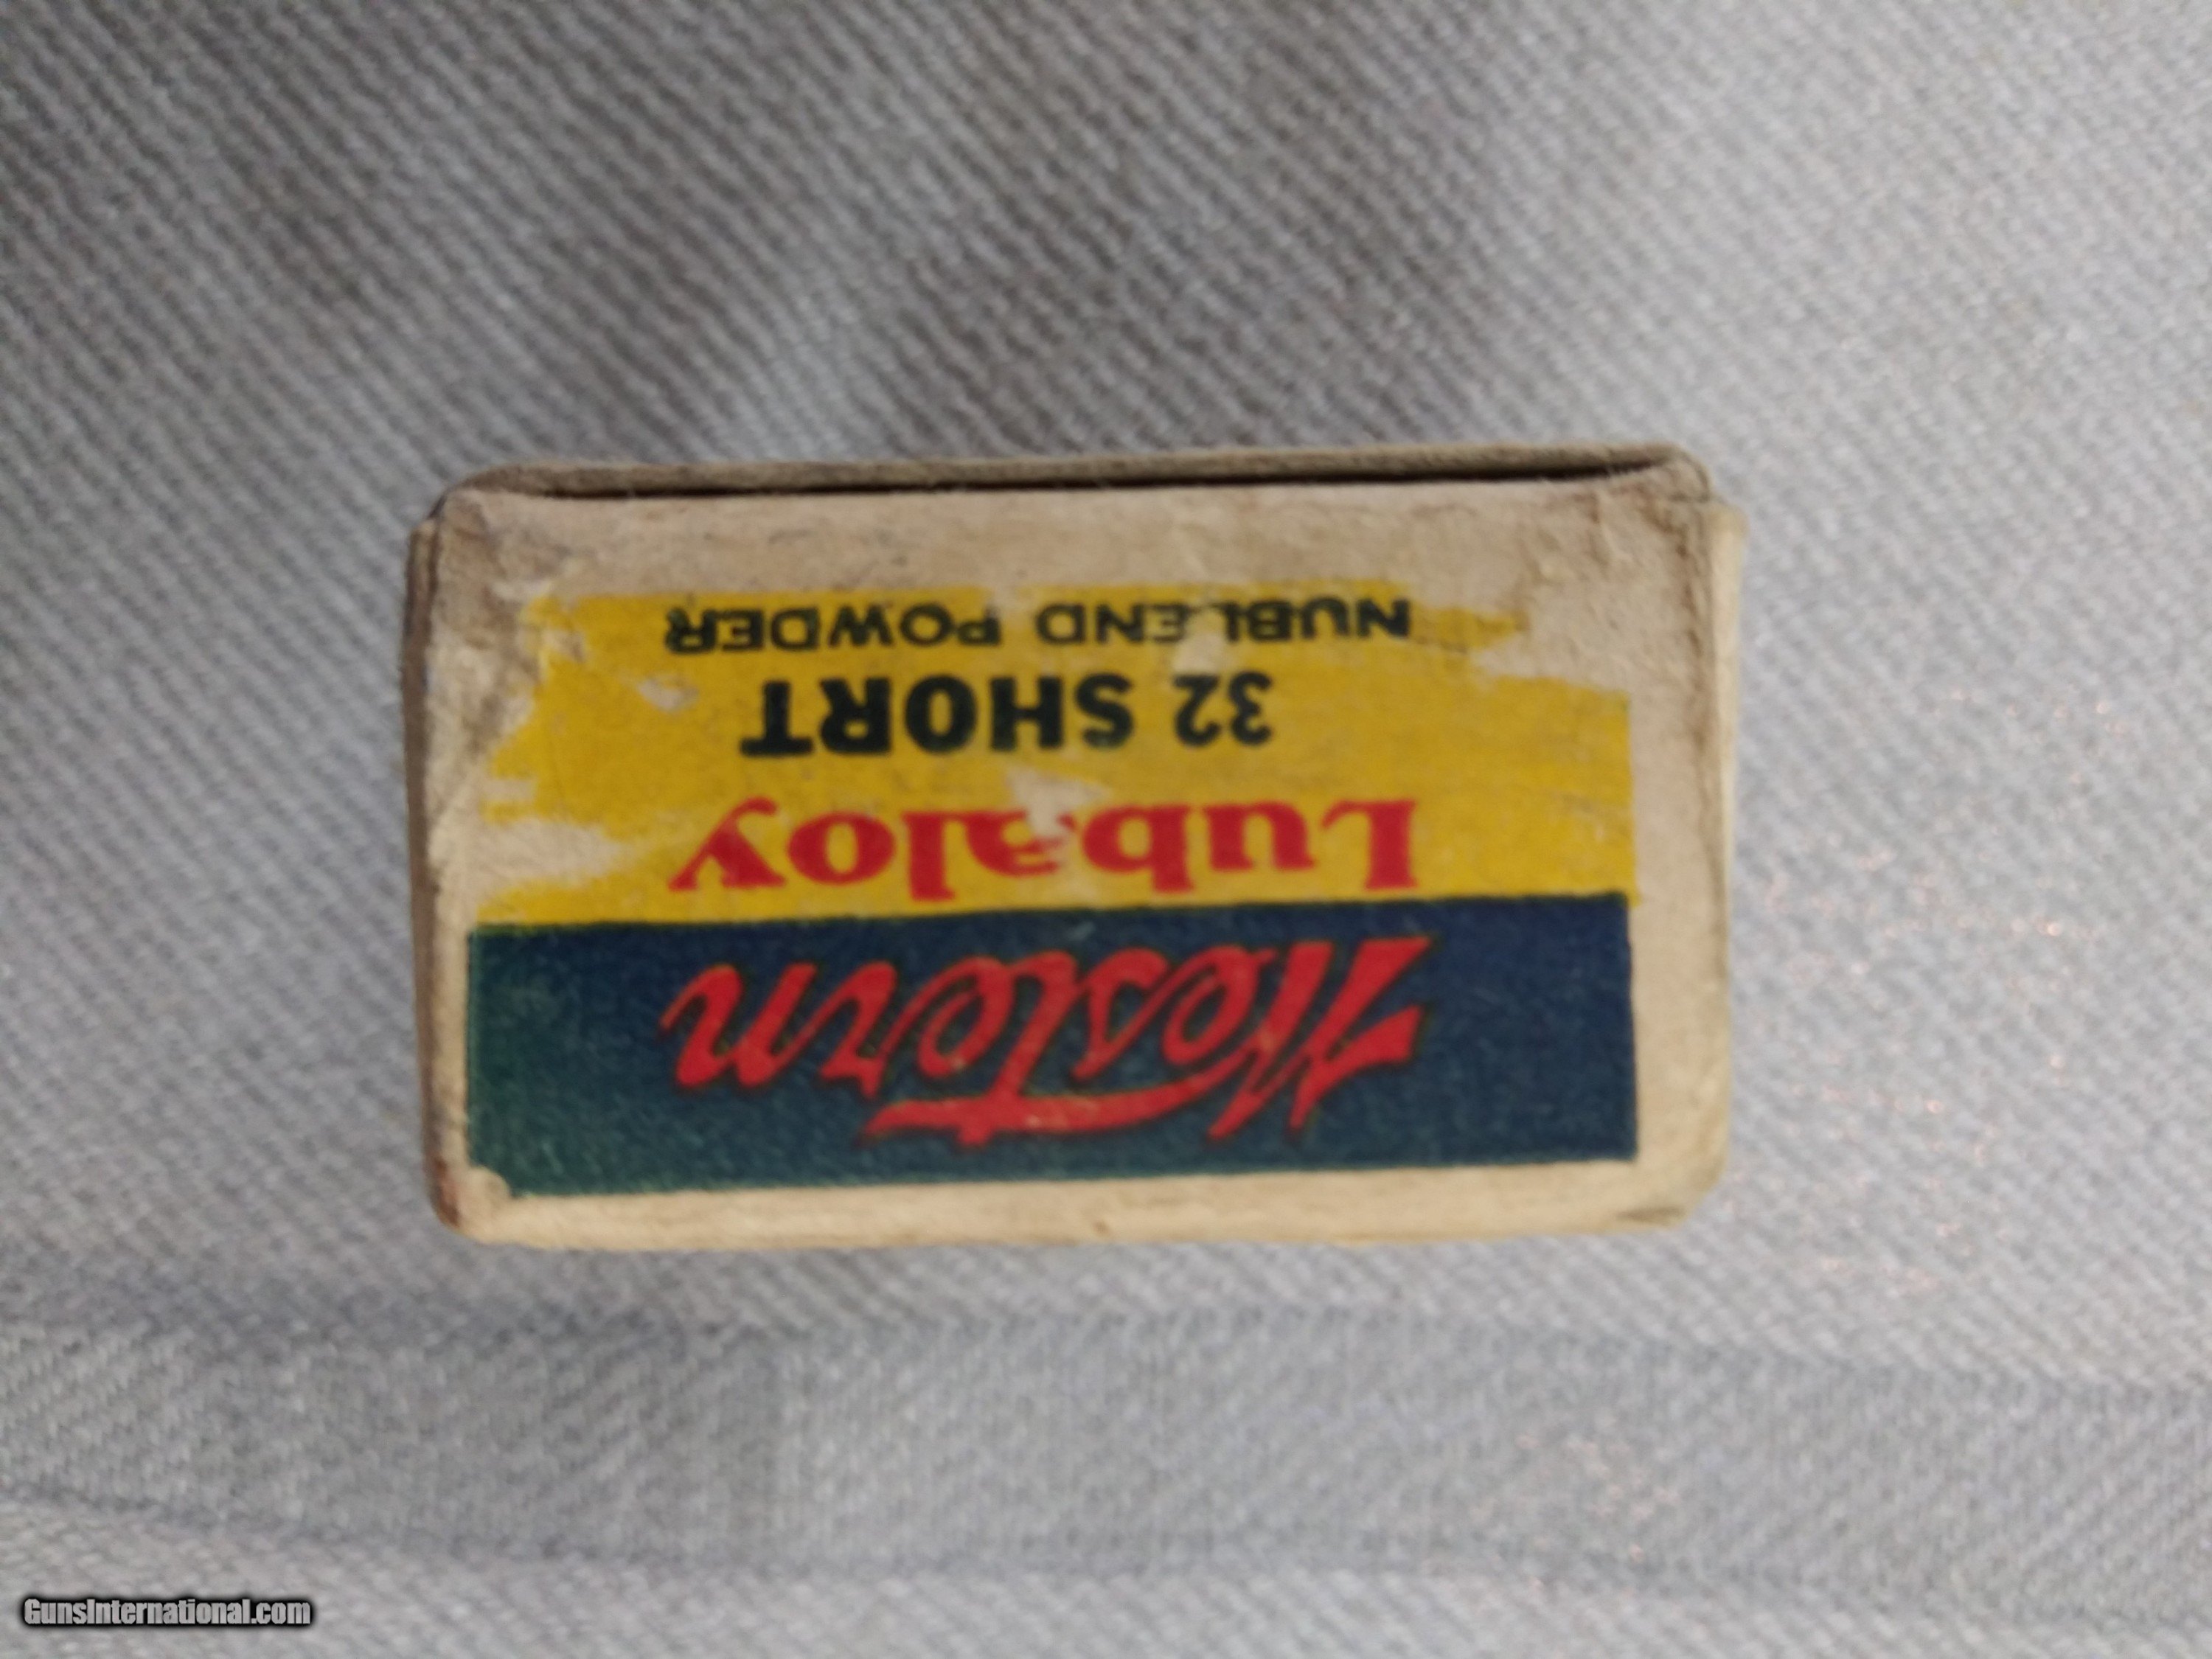 Western
Lubaloy
32 SHORT
NUBLEND POWDER
GunsInternational.com